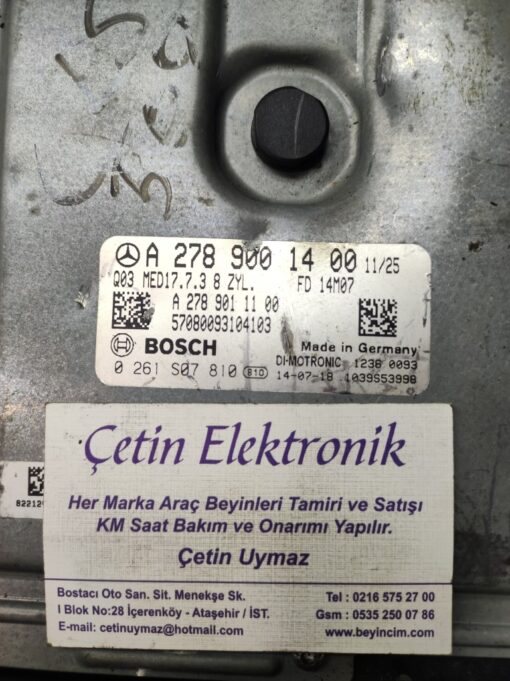 A 278 900 14 00 11/25
Q03 MED17.7.3 8 ZYL. FD 14M07
A 278 901 11 00
57080093104103
BOSCH Made in Germany
DI-MOTRONIC 1238 0093
0 261 S07 810 810 14-07-18 1039S53998
Çetin Elektronik
Her Marka Araç Beyinleri Tamiri ve Satışı
KM Saat Bakım ve Onarımı Yapılır.
Çetin Uymaz
Bostacı Oto San. Sit. Menekşe Sk.
I Blok No:28 İçerenköy - Ataşehir / İST.
E-mail: cetinuymaz@hotmail.com
Tel : 0216 575 27 00
Gsm : 0535 250 07 86
www.beyincim.com